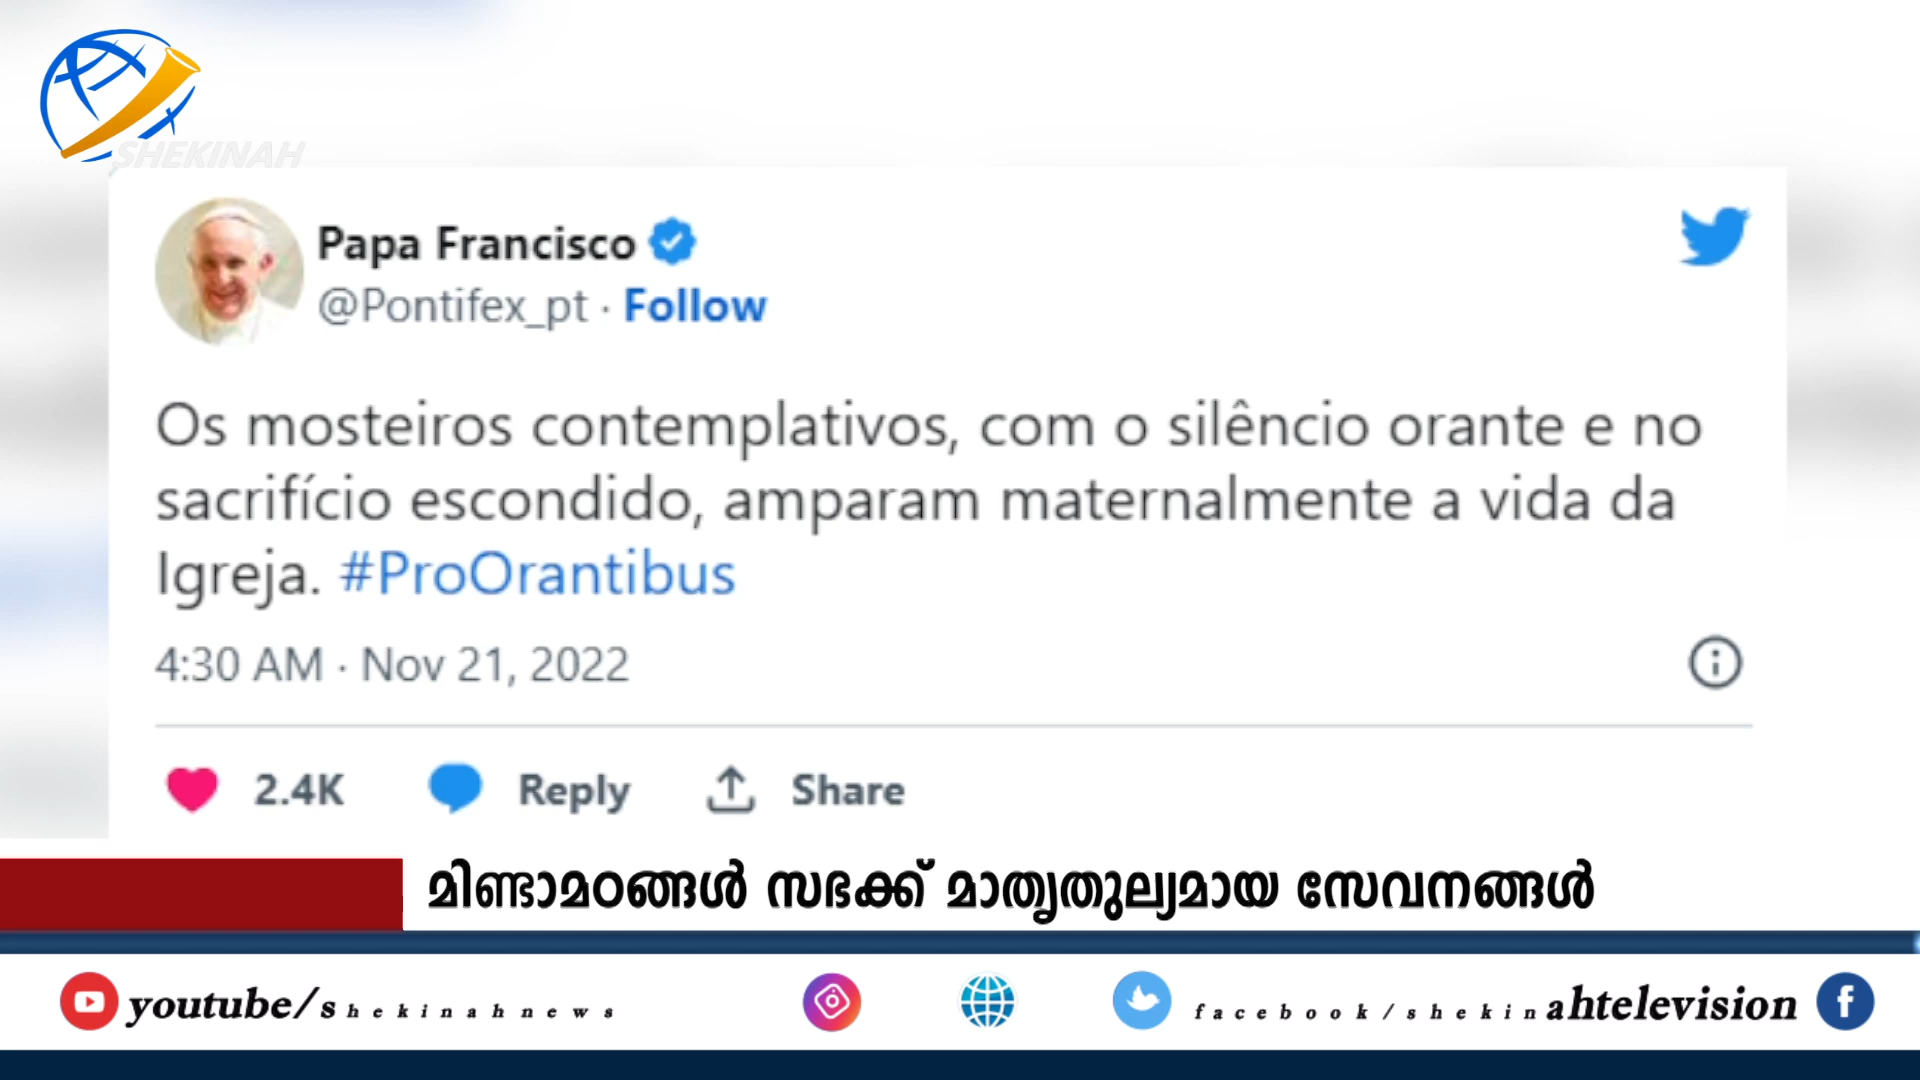 SHEKINAH
Papa Francisco
@Pontifex_pt · Follow
Os mosteiros contemplativos, com o silêncio orante e no
sacrifício escondido, amparam maternalmente a vida da
Igreja. #ProOrantibus
4:30 AM · Nov 21, 2022
2.4K Reply Share
മിണ്ടാമഠങ്ങൾ സഭക്ക് മാതൃതുല്യമായ സേവനങ്ങൾ
youtube/shekinahnews facebook/shekinahtelevision